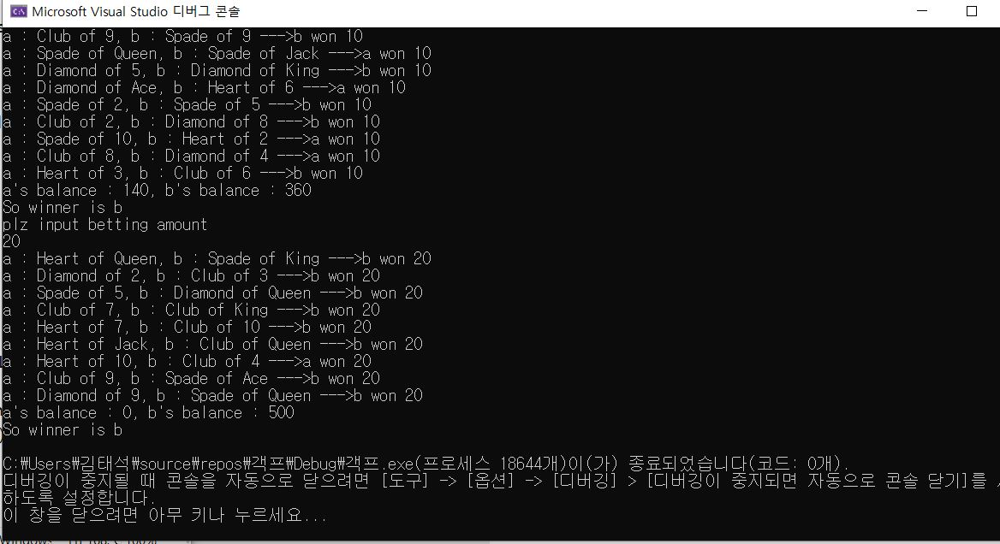 Microsoft Visual Studio 디버그 콘솔
a : Club of 9, b : Spade of 9 --->b won 10
a : Spade of Queen, b : Spade of Jack --->a won 10
a : Diamond of 5, b : Diamond of King --->b won 10
a : Diamond of Ace, b : Heart of 6 --->a won 10
a : Spade of 2, b : Spade of 5 --->b won 10
a : Club of 2, b : Diamond of 8 --->b won 10
a : Spade of 10, b : Heart of 2 --->a won 10
a : Club of 8, b : Diamond of 4 --->a won 10
a : Heart of 3, b : Club of 6 --->b won 10
a's balance : 140, b's balance : 360
So winner is b
plz input betting amount
20
a : Heart of Queen, b : Spade of King --->b won 20
a : Diamond of 2, b : Club of 3 --->b won 20
a : Spade of 5, b : Diamond of Queen --->b won 20
a : Club of 7, b : Club of King --->b won 20
a : Heart of 7, b : Club of 10 --->b won 20
a : Heart of Jack, b : Club of Queen --->b won 20
a : Heart of 10, b : Club of 4 --->a won 20
a : Club of 9, b : Spade of Ace --->b won 20
a : Diamond of 9, b : Spade of Queen --->b won 20
a's balance : 0, b's balance : 500
So winner is b
C:₩Users₩김태석₩source₩repos₩객프₩Debug₩객프.exe(프로세스 18644개)이(가) 종료되었습니다(코드: 0개).
디버깅이 중지될 때 콘솔을 자동으로 닫으려면 [도구] -> [옵션] -> [디버깅] > [디버깅이 중지되면 자동으로 콘솔 닫기]를
하도록 설정합니다.
이 창을 닫으려면 아무 키나 누르세요...